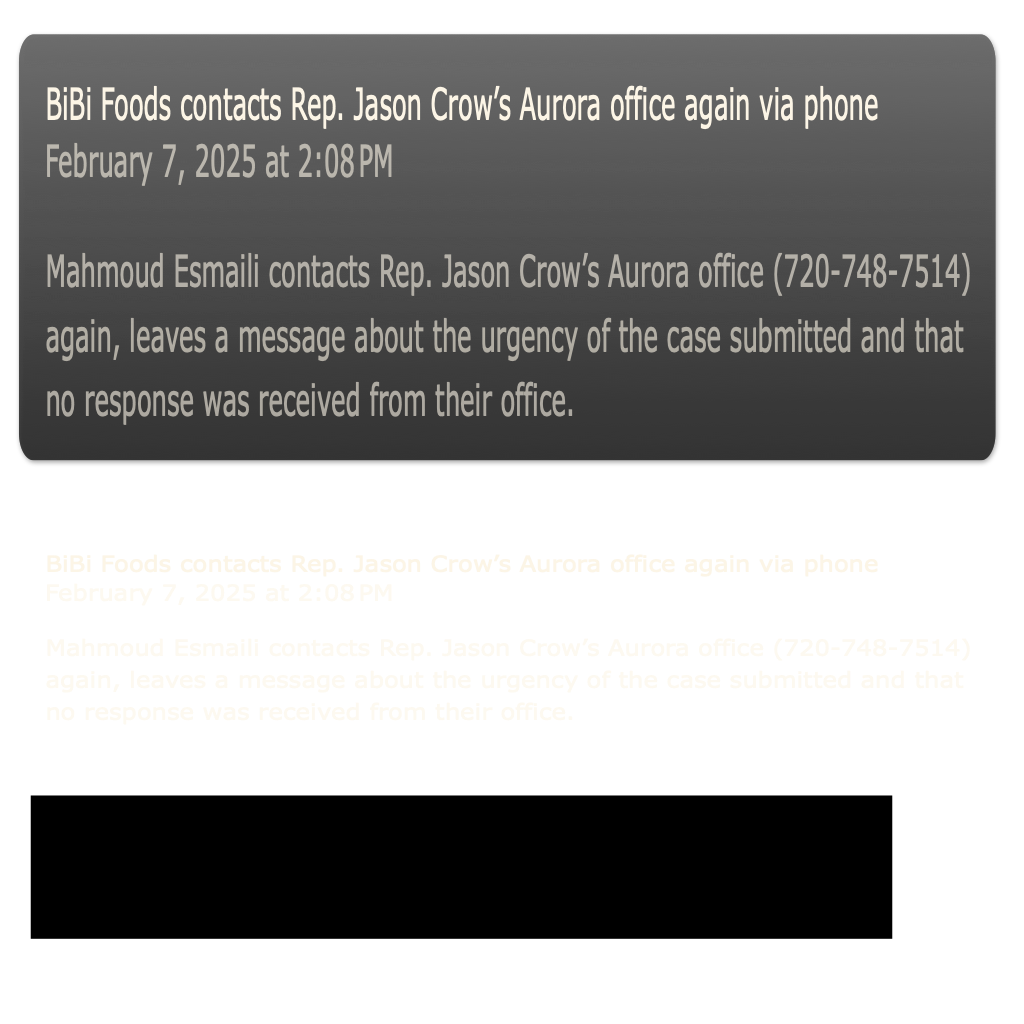 BiBi Foods contacts Rep. Jason Crow’s Aurora office again via phone
February 7, 2025 at 2:08 PM
Mahmoud Esmaili contacts Rep. Jason Crow’s Aurora office (720-748-7514)
again, leaves a message about the urgency of the case submitted and that
no response was received from their office.
BiBi Foods contacts Rep. Jason Crow’s Aurora office again via phone
February 7, 2025 at 2:08 PM
Mahmoud Esmaili contacts Rep. Jason Crow’s Aurora office (720-748-7514)
again, leaves a message about the urgency of the case submitted and that
no response was received from their office.